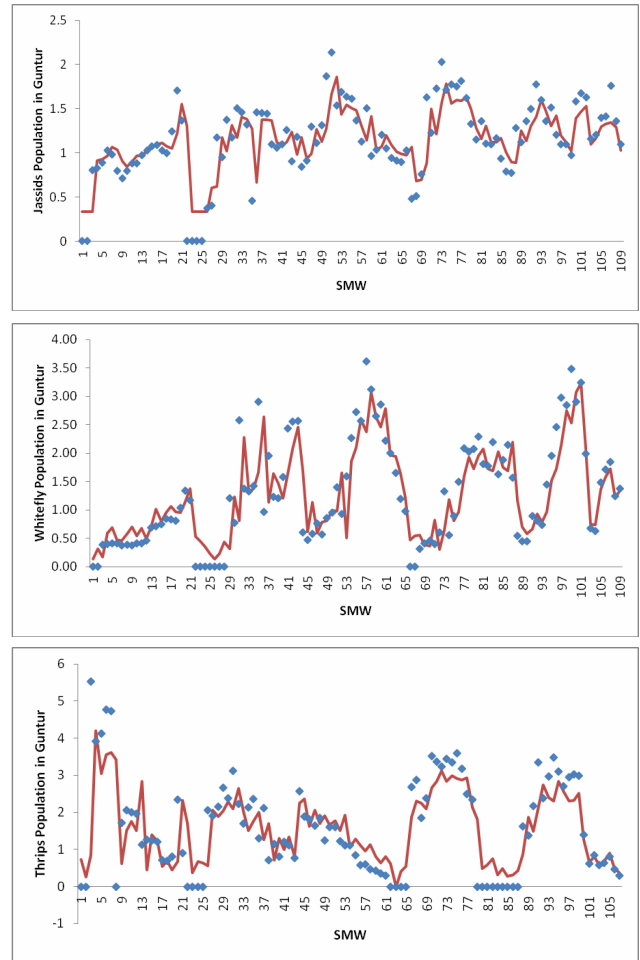 Jassids Population in Guntur
2.5
2
1.5
1
0.5
0
1 5 9 13 17 21 25 29 33 37 41 45 49 53 57 61 65 69 73 77 81 85 89 93 97 101 105 109
SMW
Whitefly Population in Guntur
4.00
3.50
3.00
2.50
2.00
1.50
1.00
0.50
0.00
1 5 9 13 17 21 25 29 33 37 41 45 49 53 57 61 65 69 73 77 81 85 89 93 97 101 105 109
SMW
Thrips Population in Guntur
6
5
4
3
2
1
0
-1
1 5 9 13 17 21 25 29 33 37 41 45 49 53 57 61 65 69 73 77 81 85 89 93 97 101 105
SMW